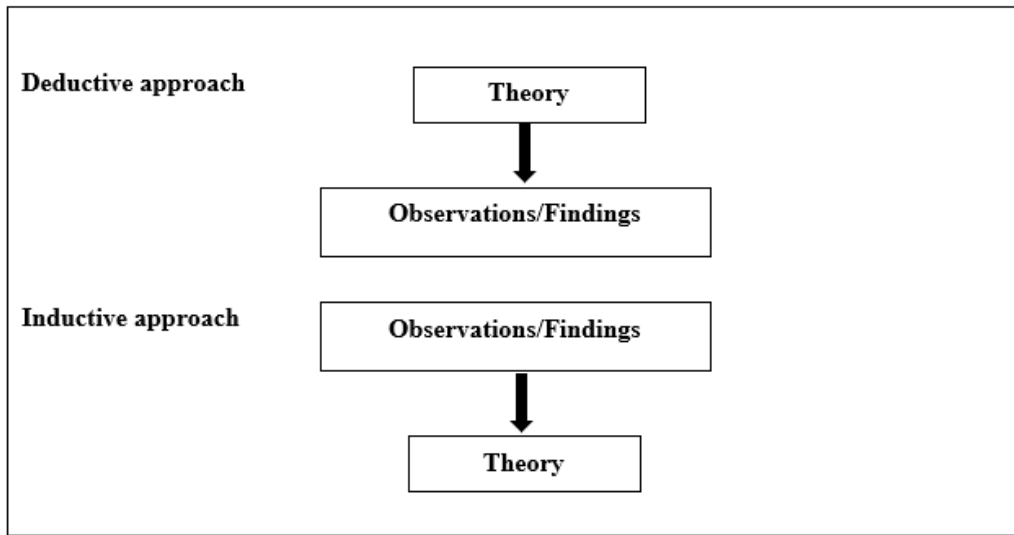 Deductive approach
Theory
Observations/Findings
Inductive approach
Observations/Findings
Theory